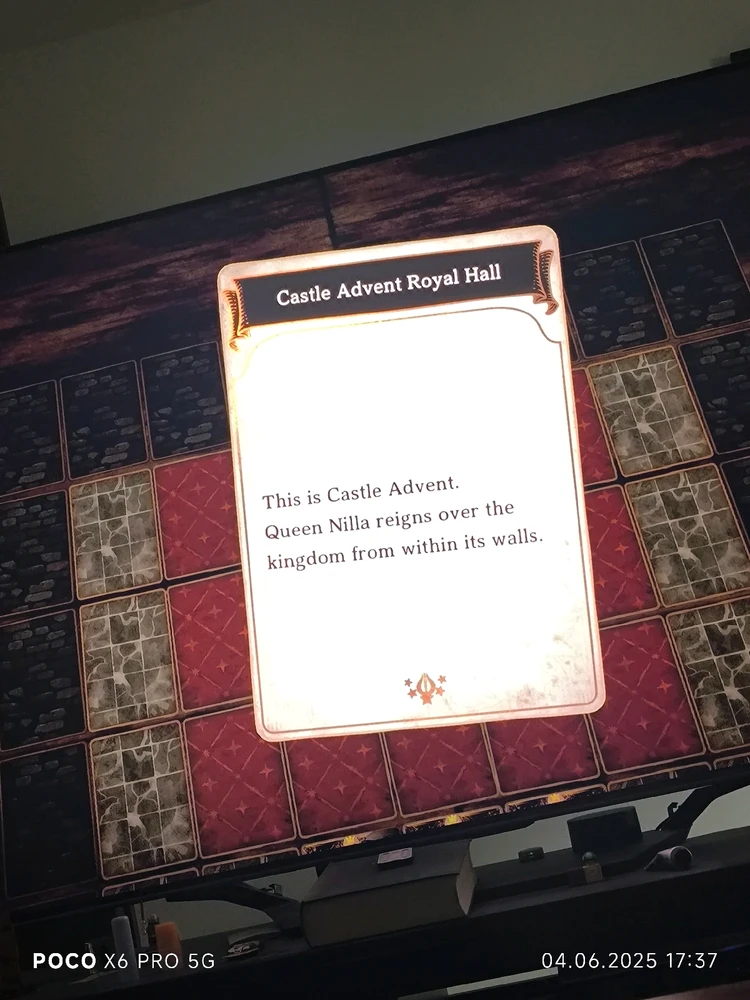 Castle Advent Royal Hall
This is Castle Advent.
Queen Nilla reigns over the
kingdom from within its walls.
POCO X6 PRO 5G
04.06.2025 17:37